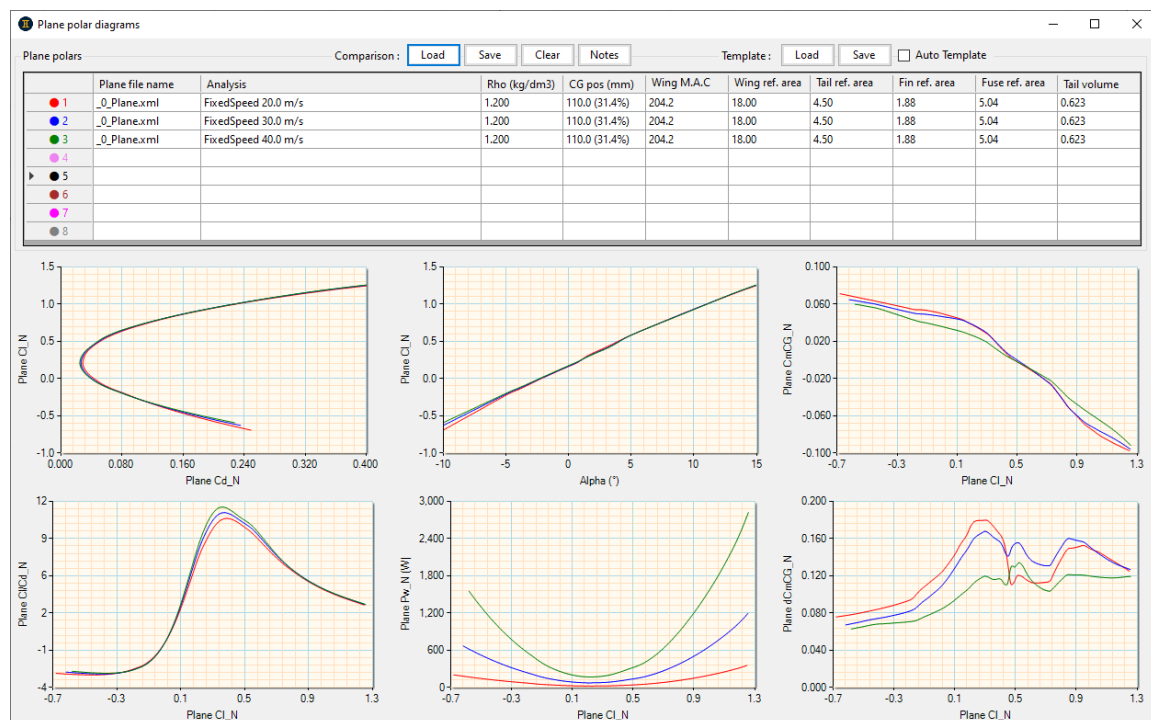 Plane polar diagrams
Plane polars Comparison : Load Save Clear Notes Template : Load Save Auto Template
Plane file name Analysis Rho (kg/dm3) CG pos (mm) Wing M.A.C Wing ref. area Tail ref. area Fin ref. area Fuse ref. area Tail volume
1 _0_Plane.xml FixedSpeed 20.0 m/s 1.200 110.0 (31.4%) 204.2 18.00 4.50 1.88 5.04 0.623
2 _0_Plane.xml FixedSpeed 30.0 m/s 1.200 110.0 (31.4%) 204.2 18.00 4.50 1.88 5.04 0.623
3 _0_Plane.xml FixedSpeed 40.0 m/s 1.200 110.0 (31.4%) 204.2 18.00 4.50 1.88 5.04 0.623
4
5
6
7
8
Plane Cl_N
1.5
1.0
0.5
0.0
-0.5
-1.0
0.000 0.080 0.160 0.240 0.320 0.400
Plane Cd_N
Plane Cl_N
1.5
1.0
0.5
0.0
-0.5
-1.0
-10 -5 0 5 10 15
Alpha (°)
Plane CmCG_N
0.100
0.060
0.020
-0.020
-0.060
-0.100
-0.7 -0.3 0.1 0.5 0.9 1.3
Plane Cl_N
Plane ClCd_N
12
9
6
2
-1
-4
-0.7 -0.3 0.1 0.5 0.9 1.3
Plane Cl_N
Plane Pw_N (W)
3,000
2,400
1,800
1,200
600
0
-0.7 -0.3 0.1 0.5 0.9 1.3
Plane Cl_N
Plane dCmCG_N
0.200
0.160
0.120
0.080
0.040
0.000
-0.7 -0.3 0.1 0.5 0.9 1.3
Plane Cl_N